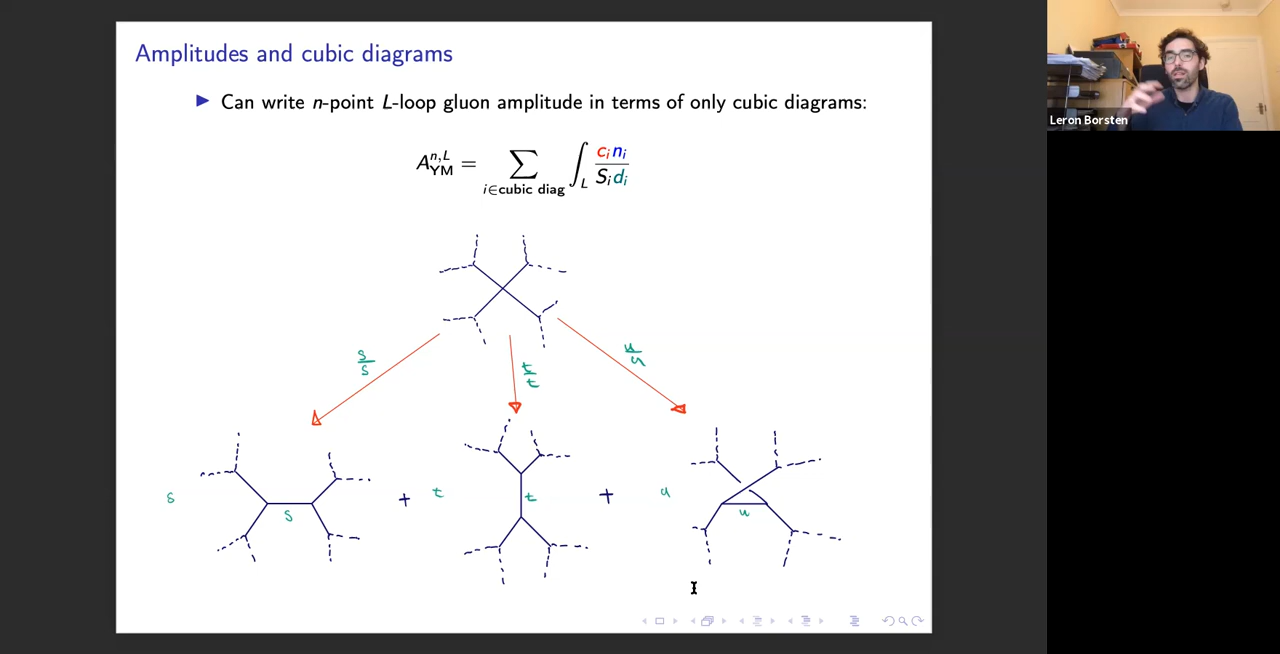 Amplitudes and cubic diagrams
Can write n-point L-loop gluon amplitude in terms of only cubic diagrams:
A^{n,L}_{YM} = ∑_{i∈cubic diag} ∫_L c_i n_i / S_i d_i
s/s
t/t
u/u
s
s
+
t
t
+
u
u
Leron Borsten